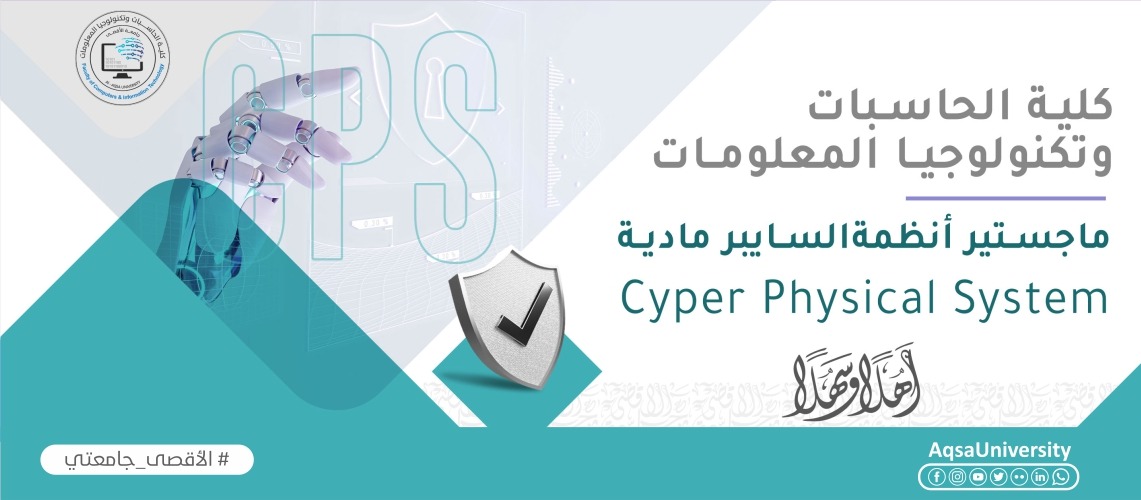 كلية الحاسبات وتكنولوجيا المعلومات
جامعة الأقصى
AL - AQSA UNIVERSITY
Faculty of Computers & Information Technology
CPS
كلية الحاسبات
وتكنولوجيا المعلومات
ماجستير أنظمةالسايبر مادية
Cyper Physical System
أهلا وسهلا
# الأقصى_جامعتي
AqsaUniversity